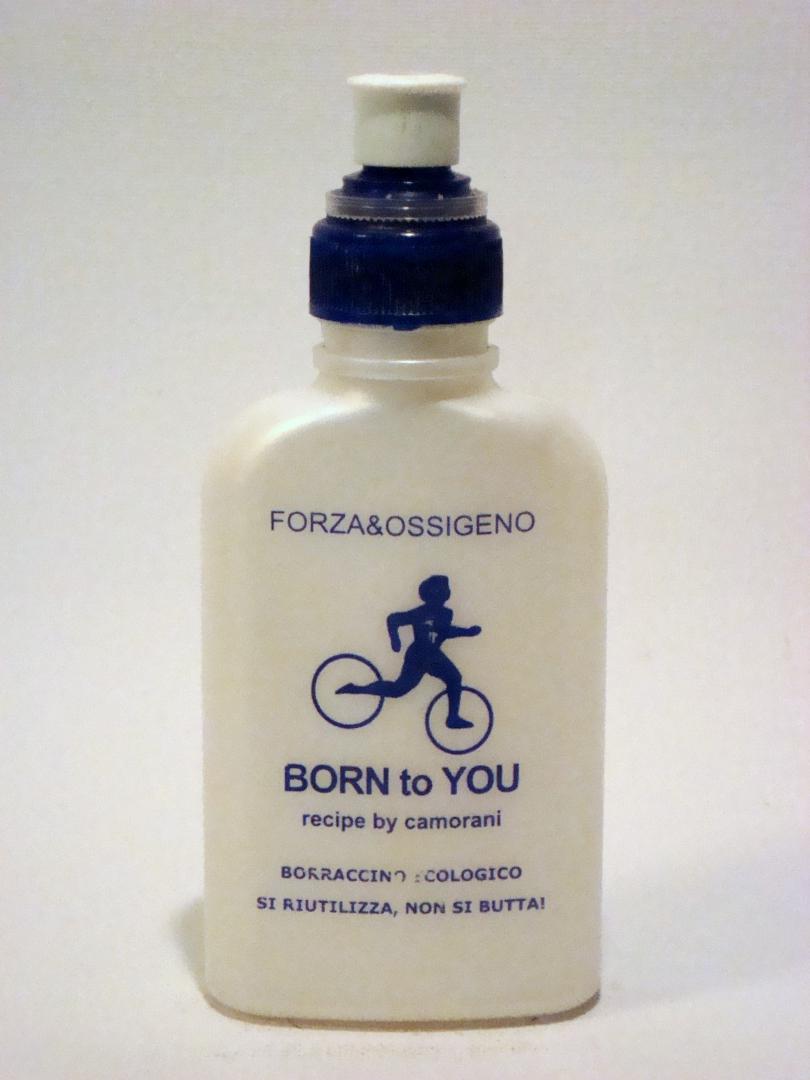 FORZA&OSSIGENO
BORN to YOU
recipe by camorani
BORRACCINO ECOLOGICO
SI RIUTILIZZA, NON SI BUTTA!